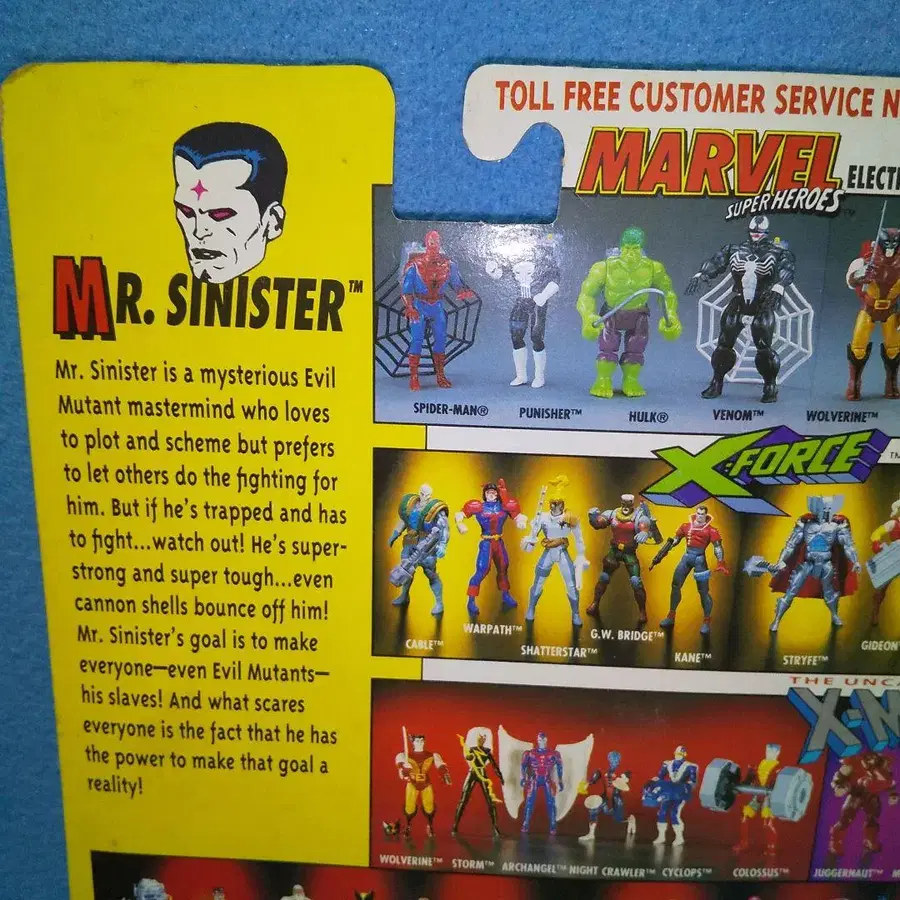 TOLL FREE CUSTOMER SERVICE N
MARVEL
SUPER HEROES™
ELECT
SPIDER-MAN®
PUNISHER™
HULK®
VENOM™
WOLVERINE™
MR. SINISTER™
Mr. Sinister is a mysterious Evil
Mutant mastermind who loves
to plot and scheme but prefers
to let others do the fighting for
him. But if he's trapped and has
to fight...watch out! He's super-
strong and super tough...even
cannon shells bounce off him!
Mr. Sinister's goal is to make
everyone—even Evil Mutants—
his slaves! And what scares
everyone is the fact that he has
the power to make that goal a
reality!
X-FORCE
CABLE™
WARPATH™
SHATTERSTAR™
G.W. BRIDGE™
KANE™
STRYFE™
GIDEON
THE UNCA
X-M
WOLVERINE™
STORM™
ARCHANGEL™
NIGHT CRAWLER™
CYCLOPS™
COLOSSUS™
JUGGERNAUT™
M